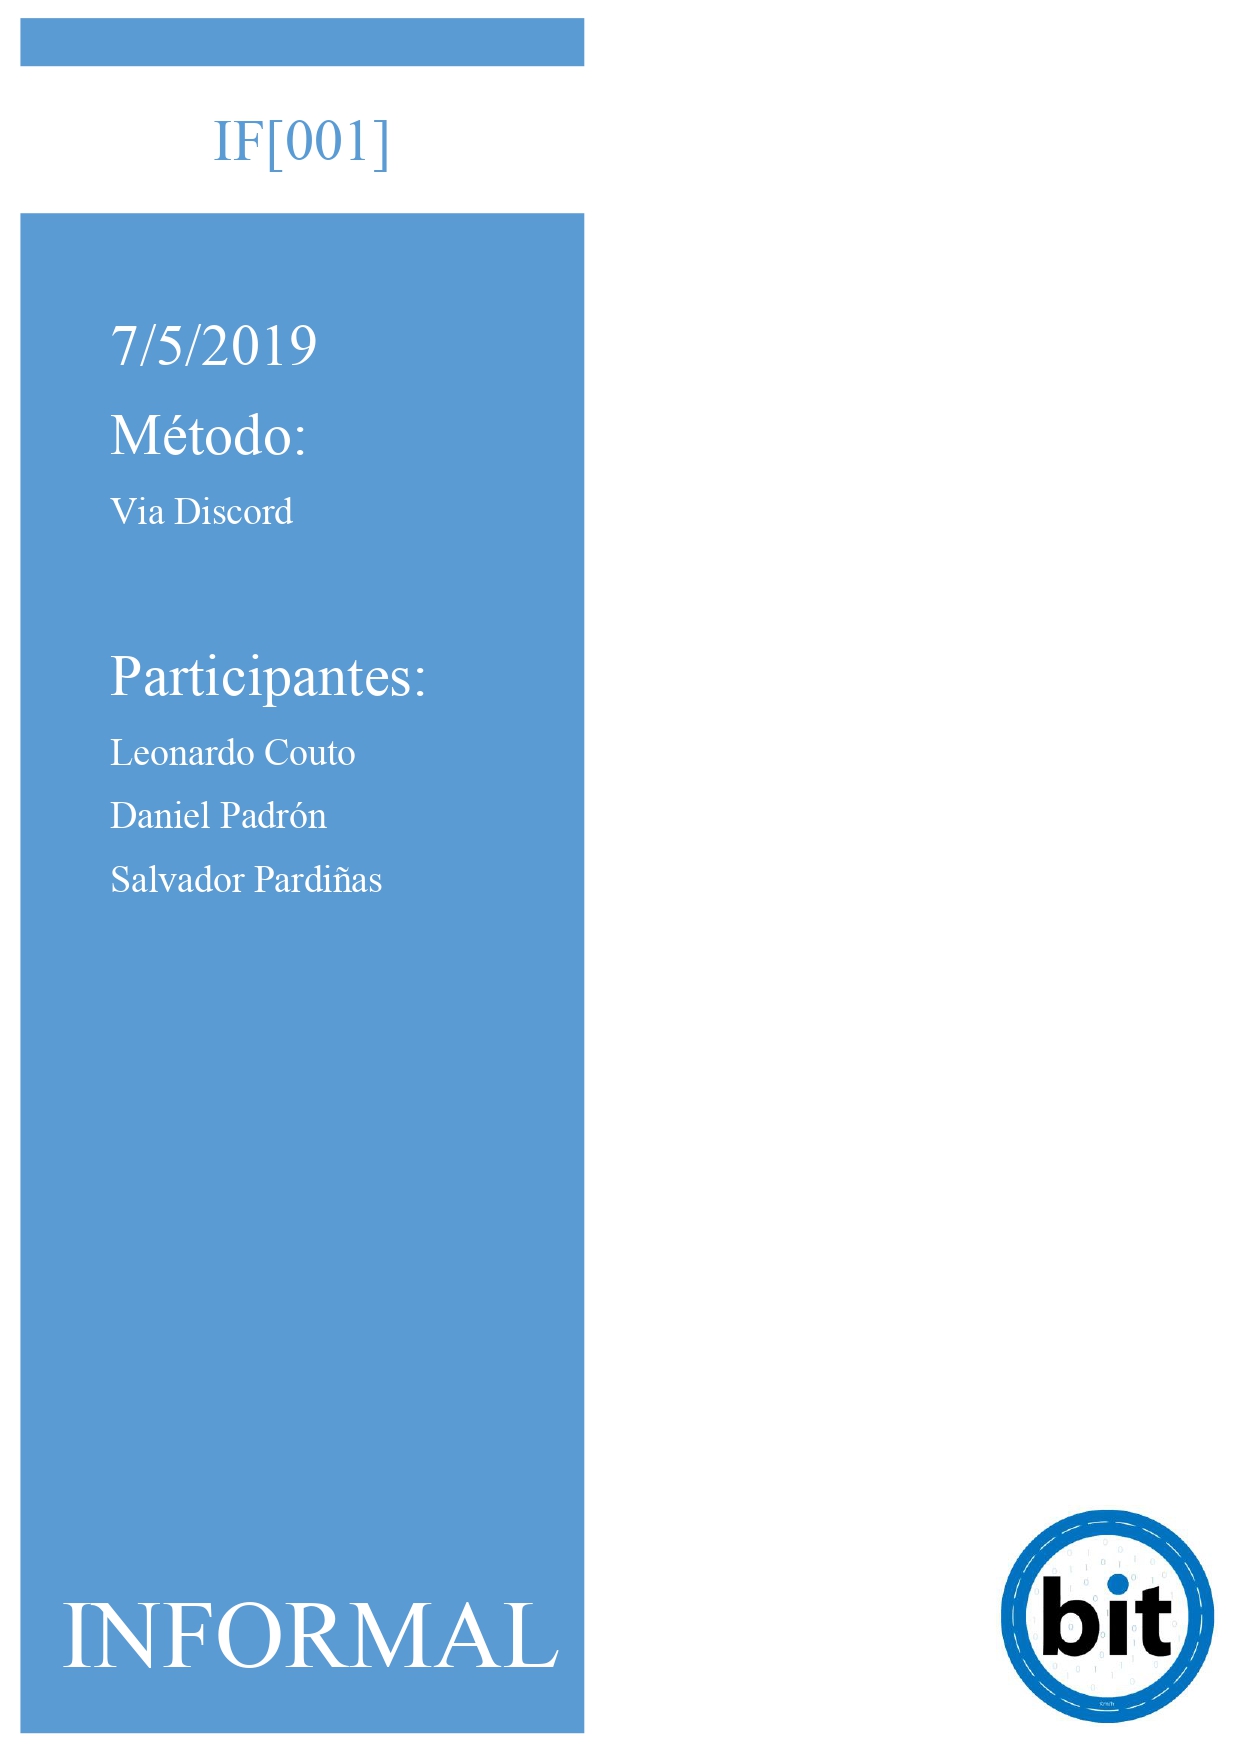 IF[001]
7/5/2019
Método:
Via Discord
Participantes:
Leonardo Couto
Daniel Padrón
Salvador Pardiñas
INFORMAL
bit